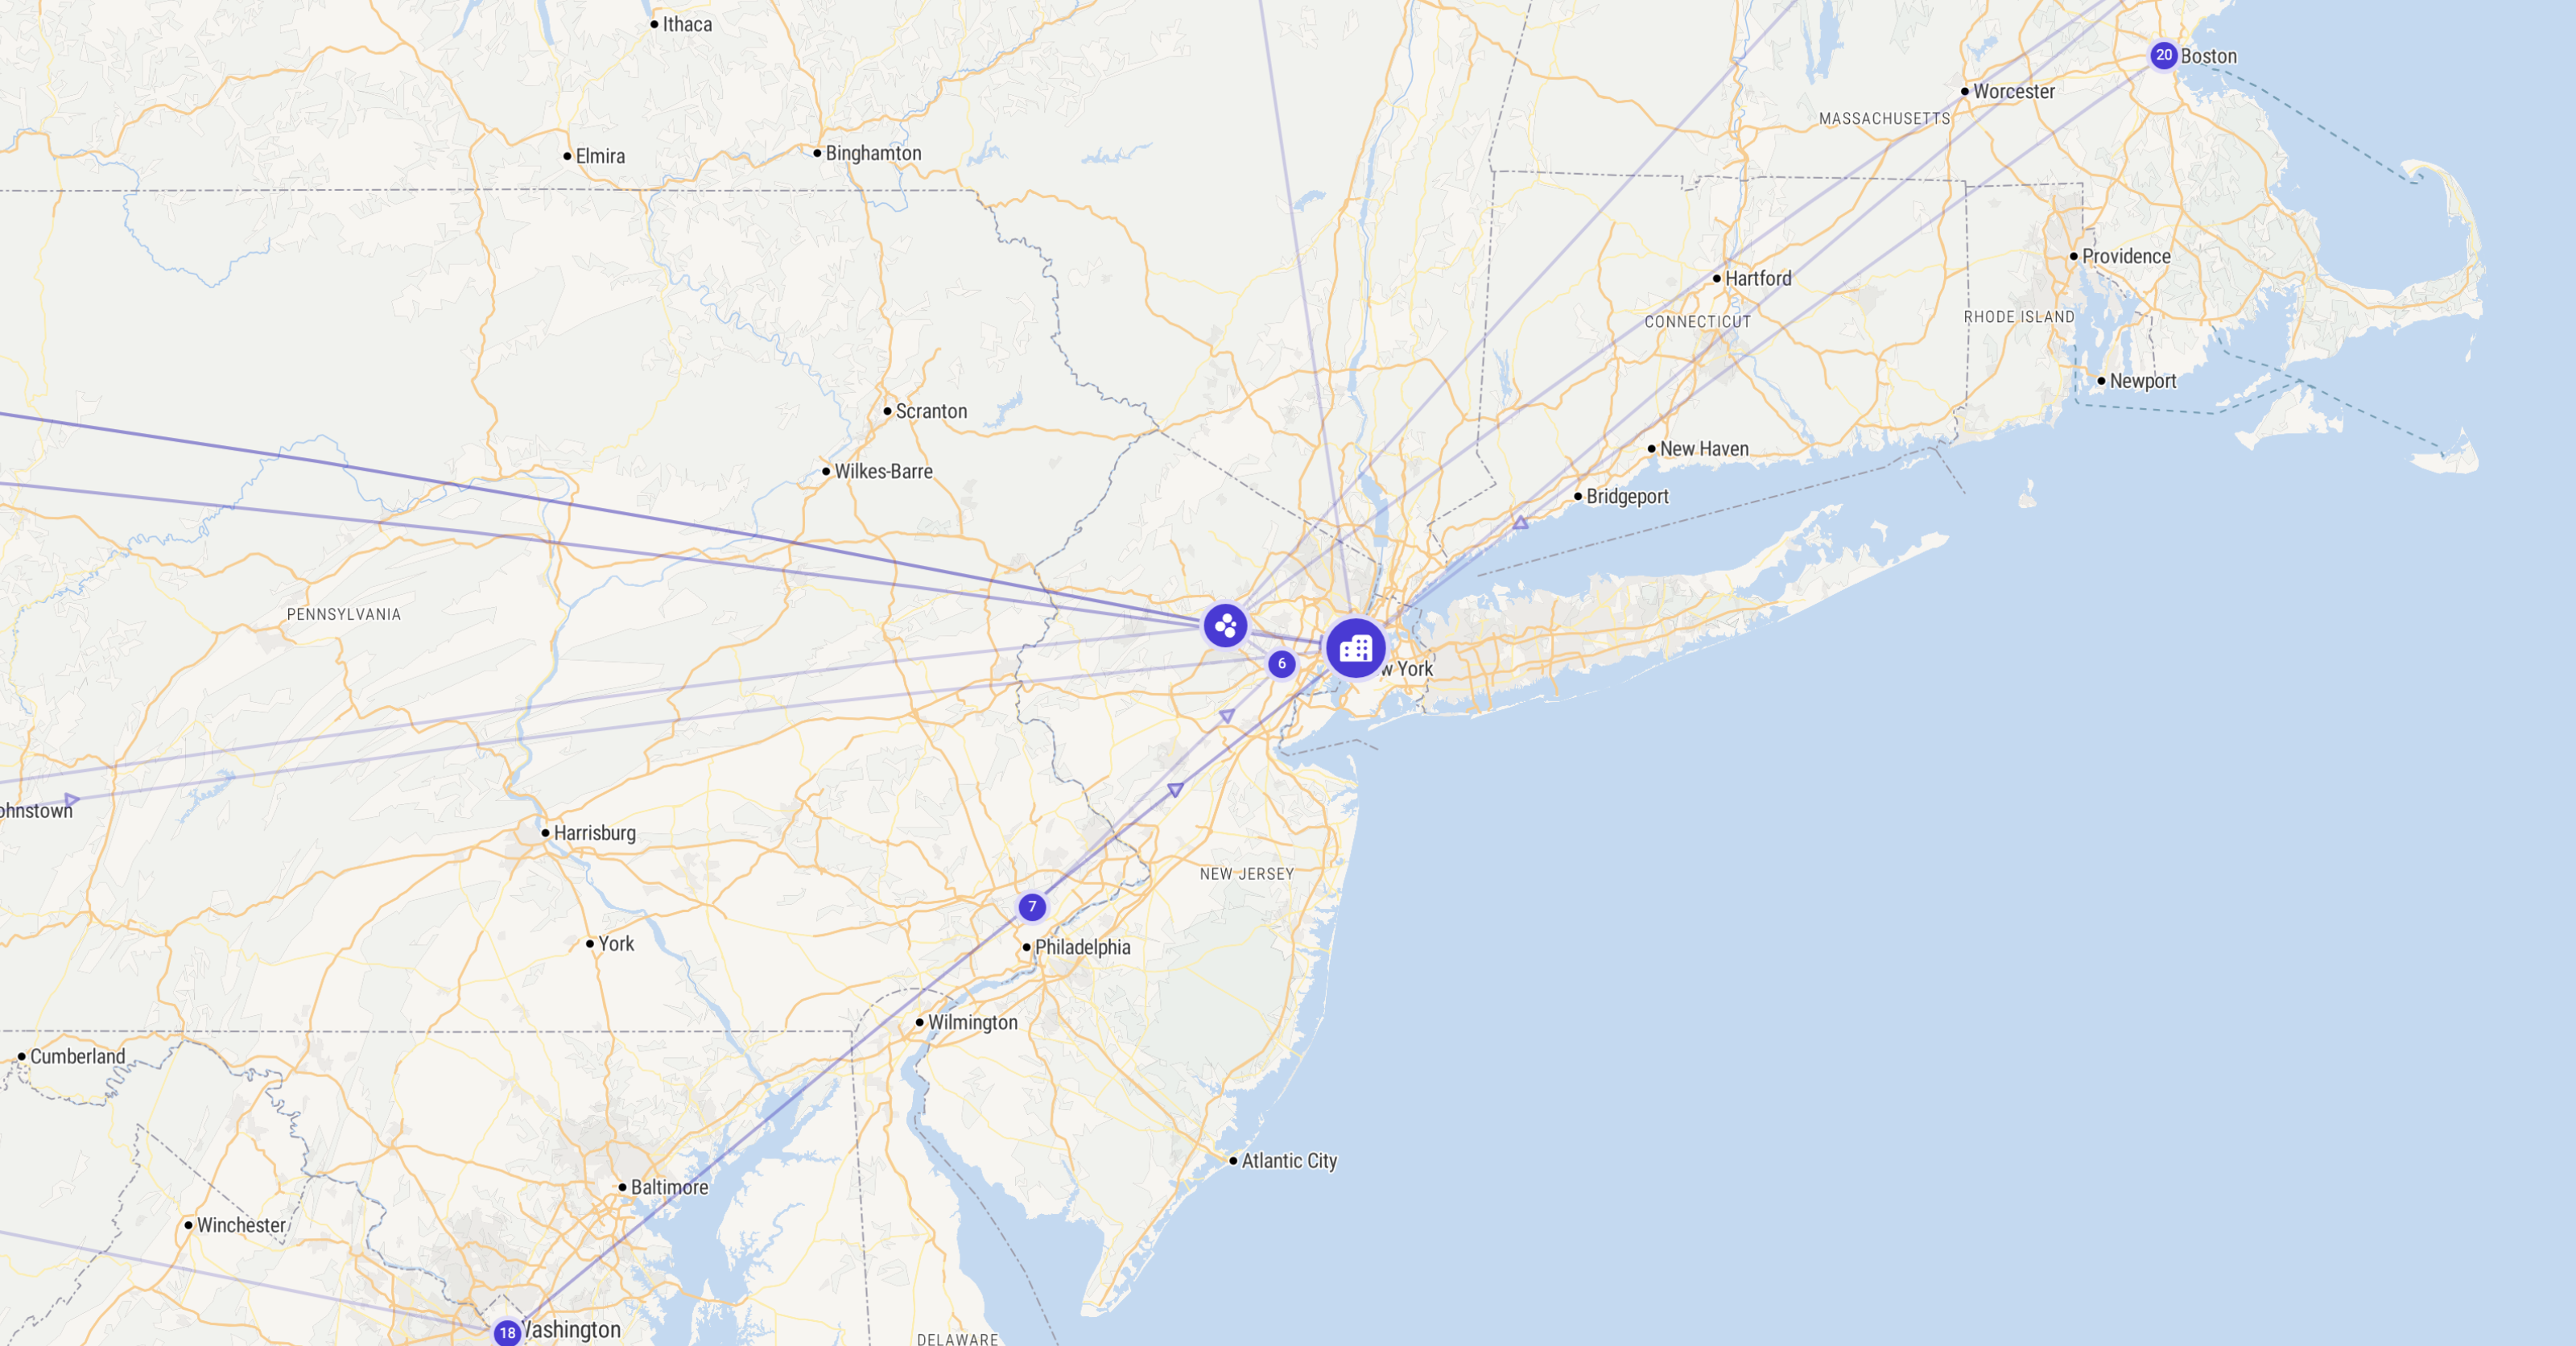 Ithaca
20
Boston
Worcester
MASSACHUSETTS
Elmira
Binghamton
Providence
Hartford
CONNECTICUT
RHODE ISLAND
Newport
Scranton
Wilkes-Barre
New Haven
Bridgeport
PENNSYLVANIA
6
w York
ohnstown
Harrisburg
NEW JERSEY
7
York
Philadelphia
Wilmington
Cumberland
Atlantic City
Baltimore
Winchester
18
ashington
DELAWARE